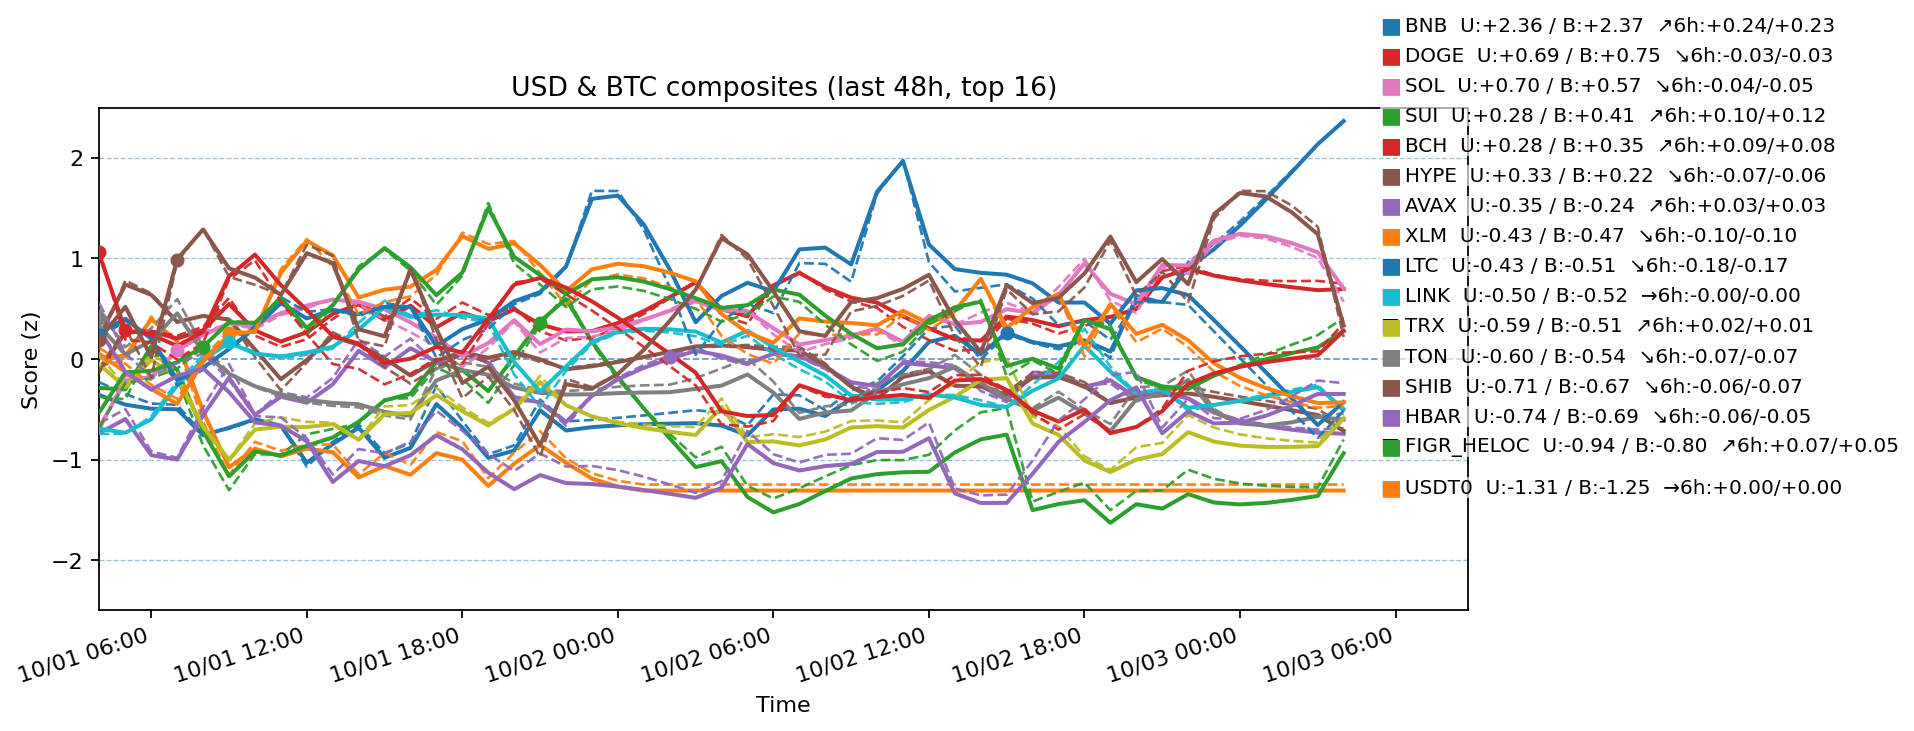 BNB  U:+2.36 / B:+2.37  ↗6h:+0.24/+0.23
DOGE  U:+0.69 / B:+0.75  ↘6h:-0.03/-0.03
SOL  U:+0.70 / B:+0.57  ↘6h:-0.04/-0.05
SUI  U:+0.28 / B:+0.41  ↗6h:+0.10/+0.12
BCH  U:+0.28 / B:+0.35  ↗6h:+0.09/+0.08
HYPE  U:+0.33 / B:+0.22  ↘6h:-0.07/-0.06
AVAX  U:-0.35 / B:-0.24  ↗6h:+0.03/+0.03
XLM  U:-0.43 / B:-0.47  ↘6h:-0.10/-0.10
LTC  U:-0.43 / B:-0.51  ↘6h:-0.18/-0.17
LINK  U:-0.50 / B:-0.52  →6h:-0.00/-0.00
TRX  U:-0.59 / B:-0.51  ↗6h:+0.02/+0.01
TON  U:-0.60 / B:-0.54  ↘6h:-0.07/-0.07
SHIB  U:-0.71 / B:-0.67  ↘6h:-0.06/-0.07
HBAR  U:-0.74 / B:-0.69  ↘6h:-0.06/-0.05
FIGR_HELOC  U:-0.94 / B:-0.80  ↗6h:+0.07/+0.05
USDT0  U:-1.31 / B:-1.25  →6h:+0.00/+0.00
USD & BTC composites (last 48h, top 16)
Score (z)
2
1
0
−1
−2
10/01 06:00
10/01 12:00
10/01 18:00
10/02 00:00
10/02 06:00
10/02 12:00
10/02 18:00
10/03 00:00
10/03 06:00
Time